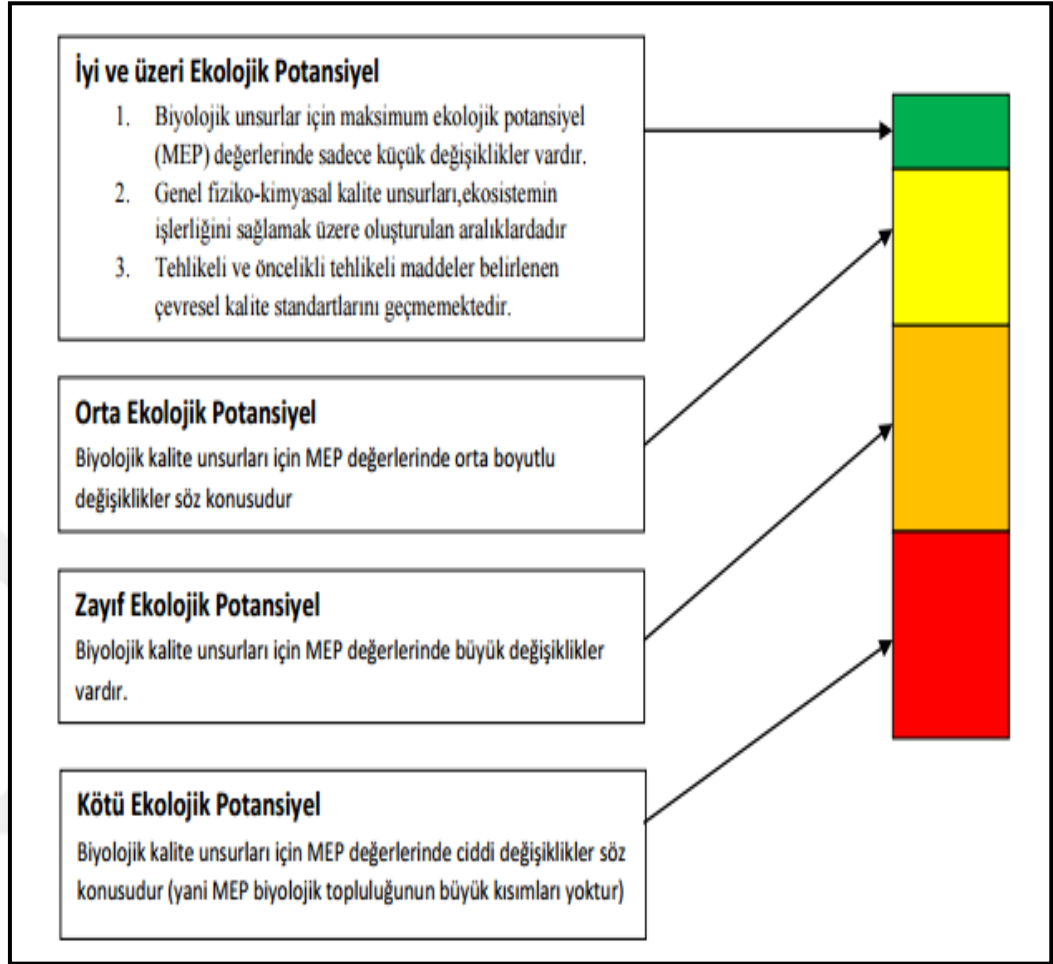 İyi ve üzeri Ekolojik Potansiyel
1. Biyolojik unsurlar için maksimum ekolojik potansiyel
(MEP) değerlerinde sadece küçük değişiklikler vardır.
2. Genel fiziko-kimyasal kalite unsurları,ekosistemin
işlerliğini sağlamak üzere oluşturulan aralıklardadır
3. Tehlikeli ve öncelikli tehlikeli maddeler belirlenen
çevresel kalite standartlarını geçmemektedir.
Orta Ekolojik Potansiyel
Biyolojik kalite unsurları için MEP değerlerinde orta boyutlu
değişiklikler söz konusudur
Zayıf Ekolojik Potansiyel
Biyolojik kalite unsurları için MEP değerlerinde büyük değişiklikler
vardır.
Kötü Ekolojik Potansiyel
Biyolojik kalite unsurları için MEP değerlerinde ciddi değişiklikler söz
konusudur (yani MEP biyolojik topluluğunun büyük kısımları yoktur)